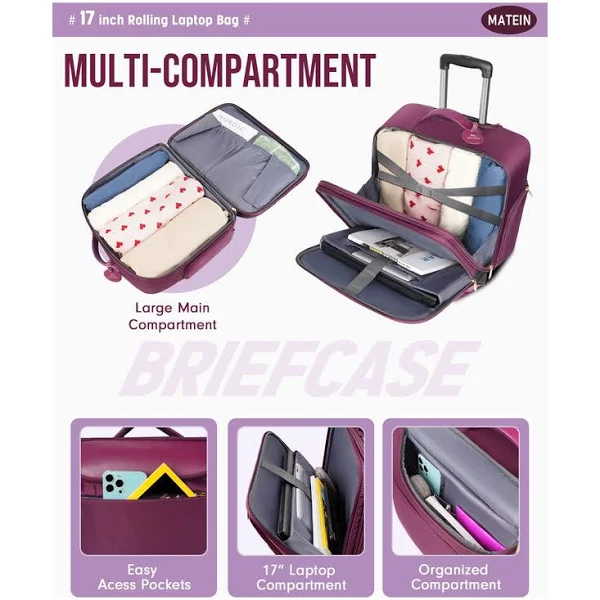 # 17 inch Rolling Laptop Bag #
MATEIN
MULTI-COMPARTMENT
NORDIC
Large Main
Compartment
BRIEFCASE
Easy
Acess Pockets
17" Laptop
Compartment
Organized
Compartment